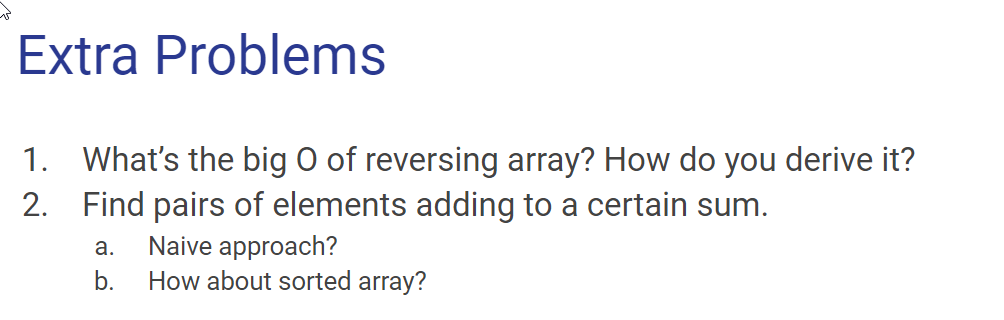 Extra Problems
1. What’s the big O of reversing array? How do you derive it?
2. Find pairs of elements adding to a certain sum.
a. Naive approach?
b. How about sorted array?